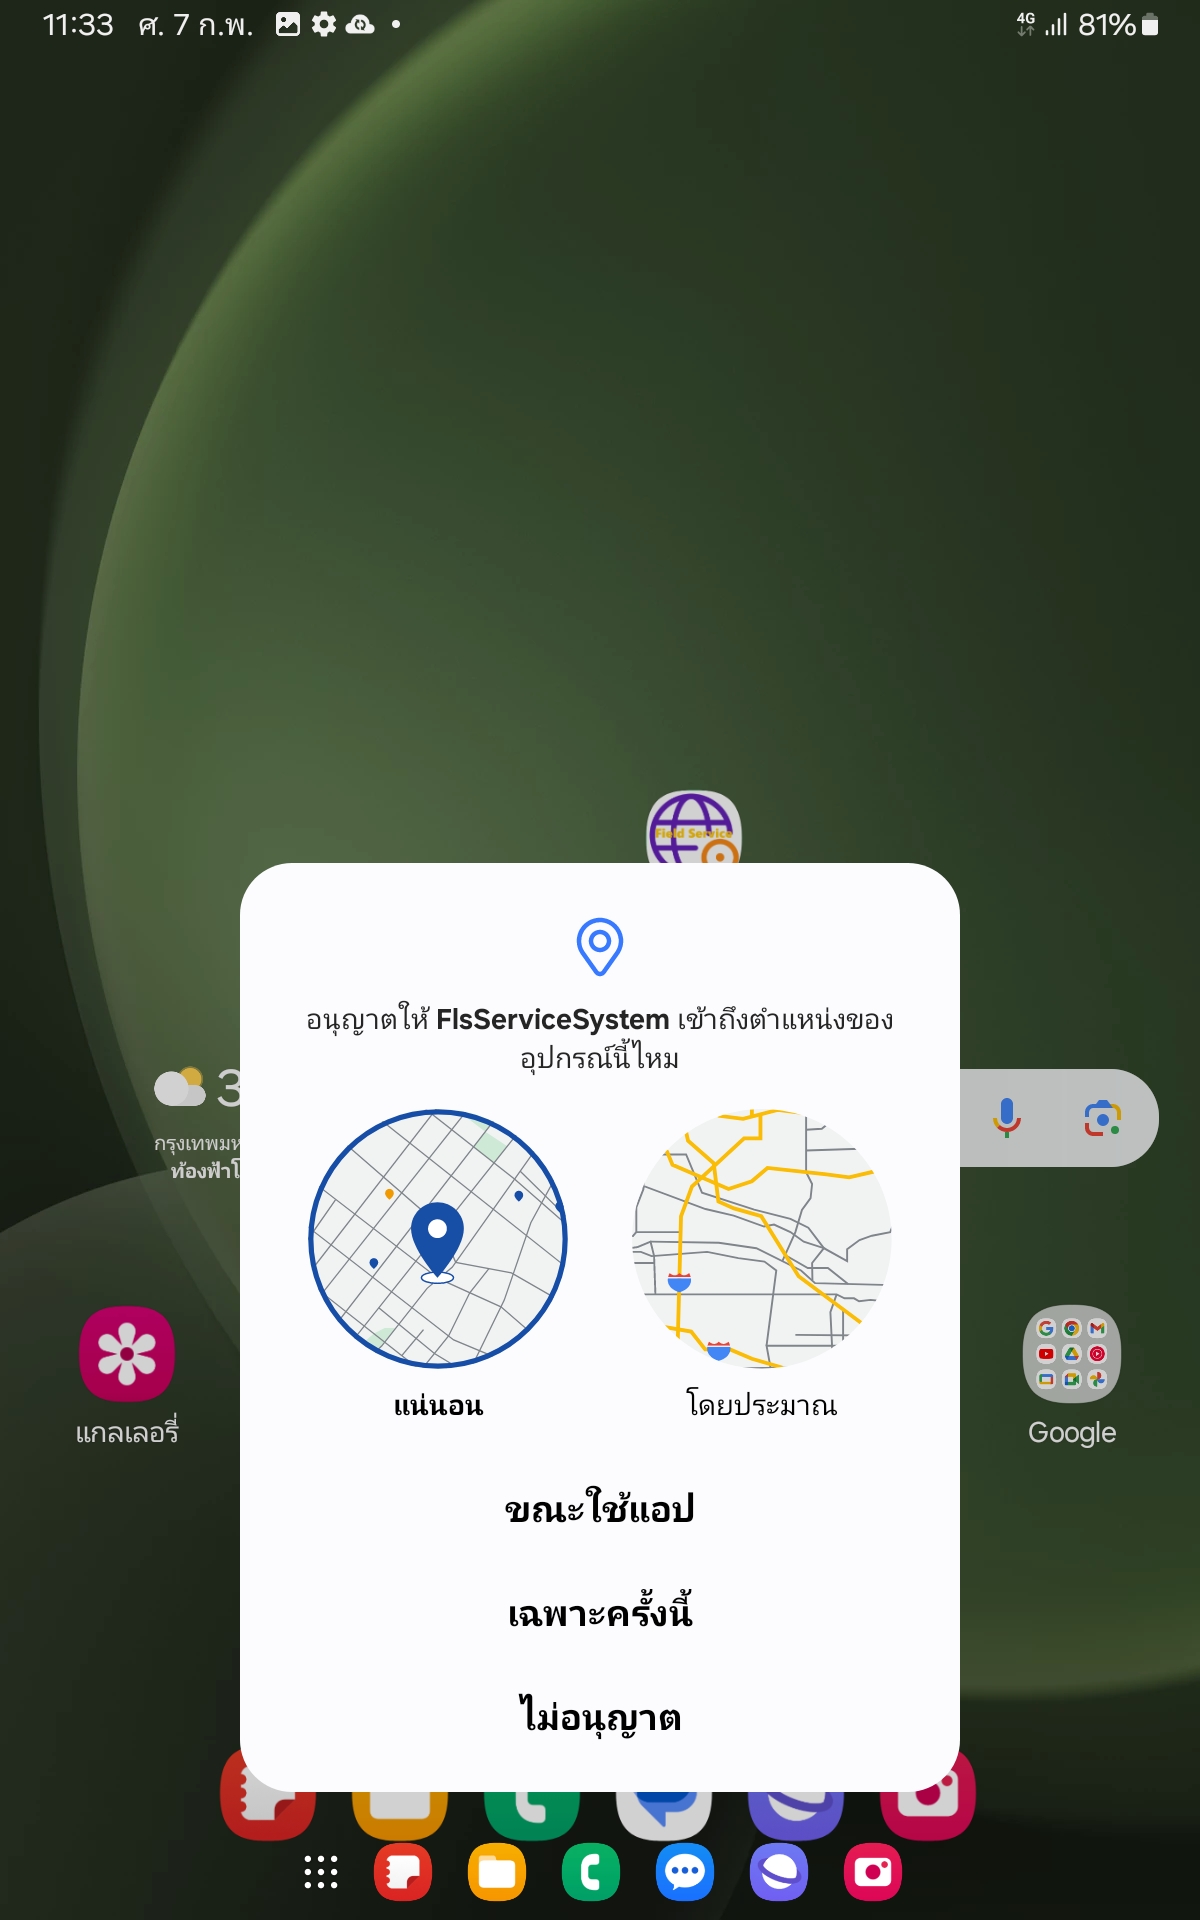 11:33 ศ. 7 ก.พ.
4G 81%
Field Service
อนุญาตให้ FlsServiceSystem เข้าถึงตำแหน่งของ
อุปกรณ์นี้ไหม
3
กรุงเทพมห
ท้องฟ้าโ
แน่นอน
โดยประมาณ
แกลเลอรี่
Google
ขณะใช้แอป
เฉพาะครั้งนี้
ไม่อนุญาต